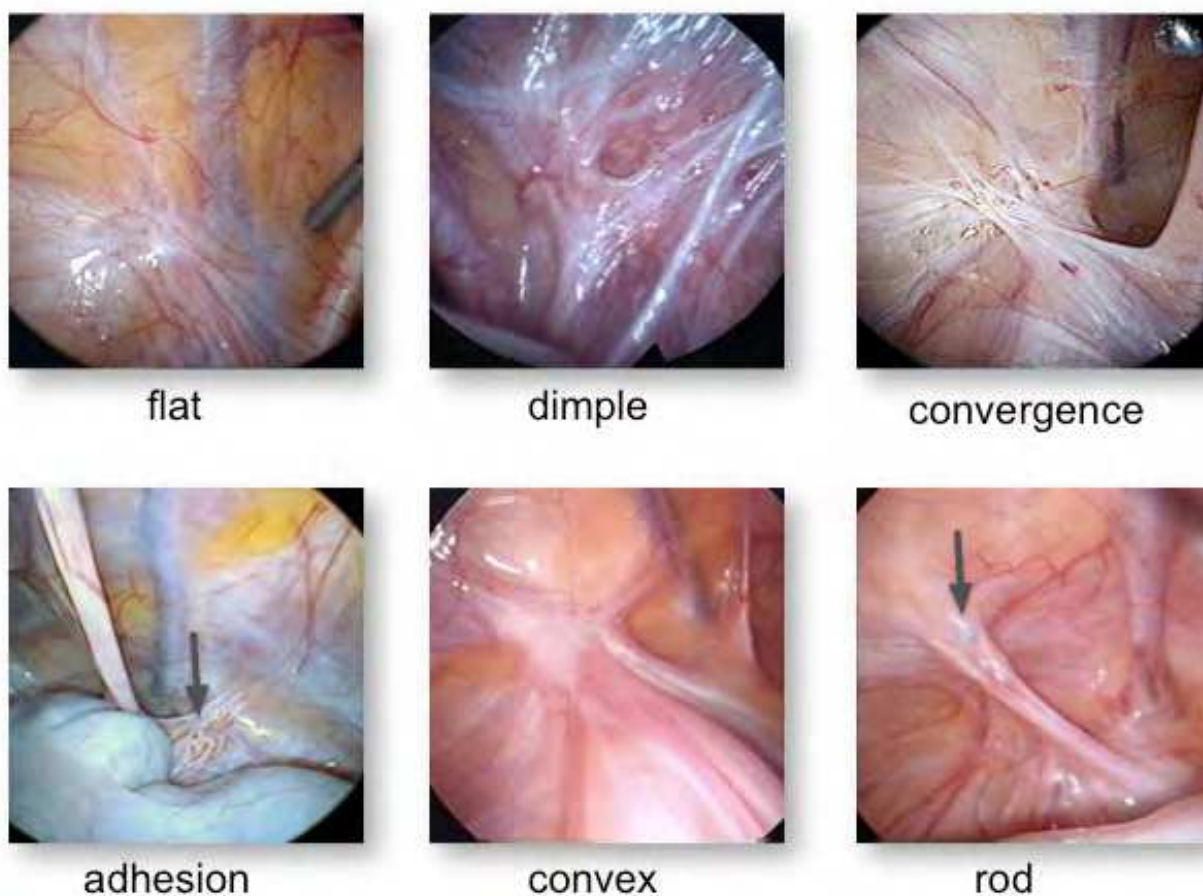 flat
dimple
convergence
adhesion
convex
rod